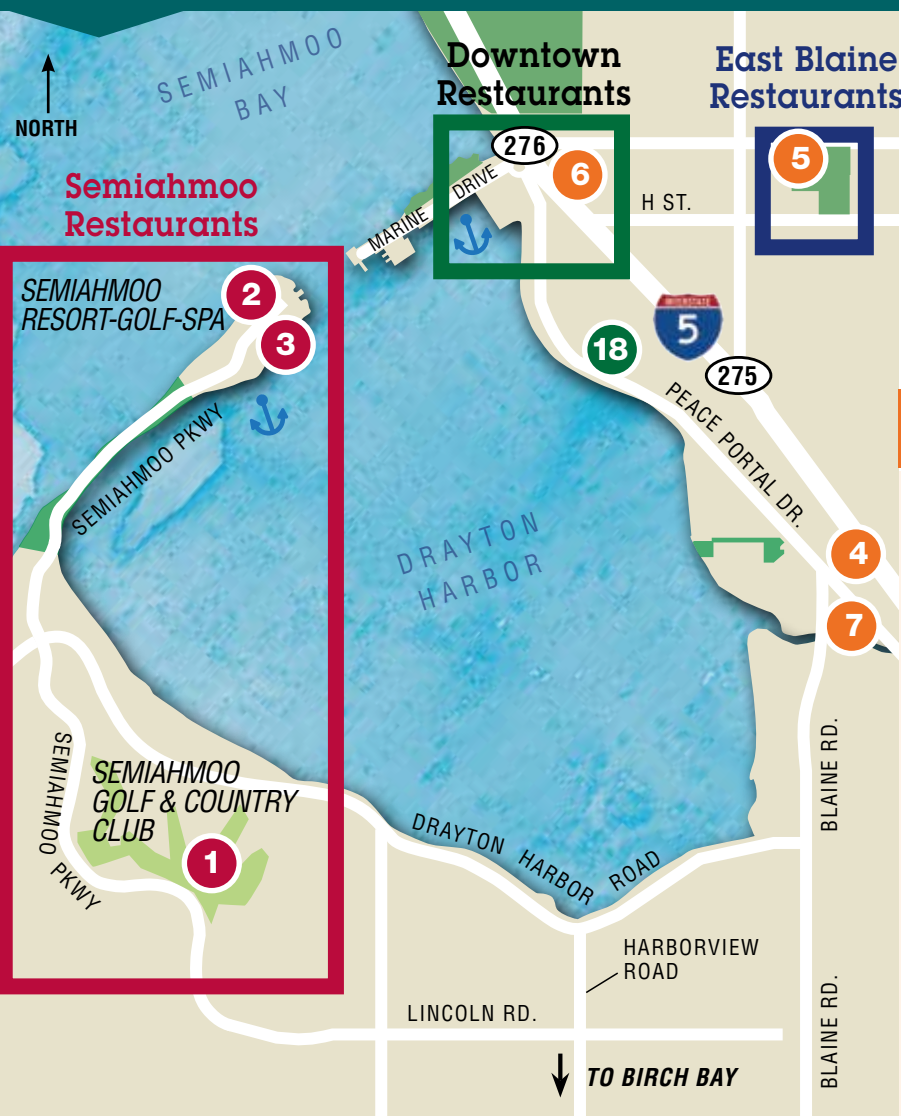 SEMIAHMOO
BAY
NORTH
Downtown
Restaurants
East Blaine
Restaurants
276
6
5
MARINE DRIVE
H ST.
Semiahmoo
Restaurants
SEMIAHMOO
RESORT-GOLF-SPA
2
3
INTERSTATE
5
18
275
SEMIAHMOO PKWY
PEACE PORTAL DR.
DRAYTON
HARBOR
4
7
SEMIAHMOO PKWY
SEMIAHMOO
GOLF & COUNTRY
CLUB
1
BLAINE RD.
DRAYTON HARBOR ROAD
HARBORVIEW
ROAD
LINCOLN RD.
BLAINE RD.
TO BIRCH BAY